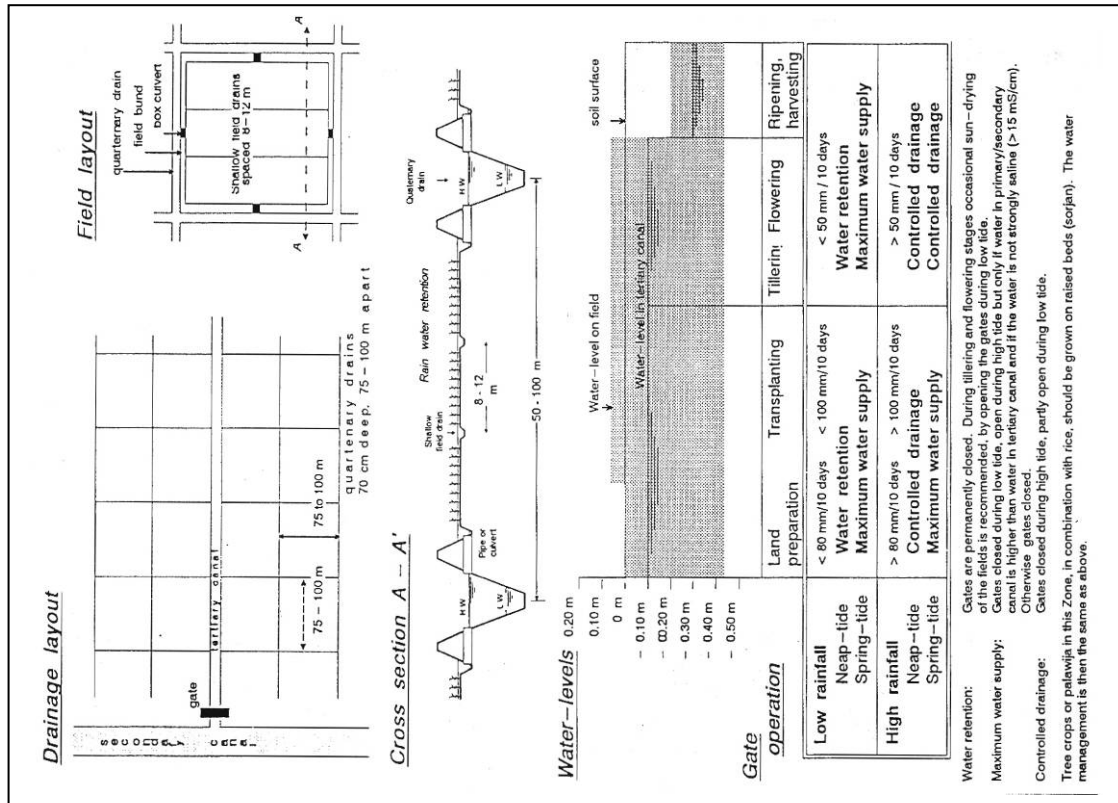 Drainage layout
secondary canal
gate
tertiary canal
75 - 100 m
75 to 100 m
quartenary drains
70 cm deep, 75 - 100 m apart
Field layout
quarternary drain
field bund
box culvert
Shallow field drains
spaced 8-12 m
A
A
Cross section A - A'
Quaternary
drain
Rain water retention
Shallow
field drain
8 - 12
m
Pipe or
culvert
HW
LW
HW
LW
50 - 100 m
Water-levels
0.20 m
0.10 m
0 m
- 0.10 m
- 00.20 m
- 0.30 m
- 0.40 m
- 0.50 m
Water-level on field
soil surface
Water-level in tertiary canal
Gate
operation
Land
preparation
Transplanting
Tillerin
Flowering
Ripening,
harvesting
Low rainfall
< 80 mm/10 days
< 100 mm/10 days
< 50 mm / 10 days
Neap-tide
Water retention
Water retention
Spring-tide
Maximum water supply
Maximum water supply
High rainfall
> 80 mm/10 days
> 100 mm/10 days
> 50 mm / 10 days
Neap-tide
Controlled drainage
Controlled drainage
Spring-tide
Maximum water supply
Controlled drainage
Water retention: Gates are permanently closed. During tillering and flowering stages occasional sun-drying
of the fields is recommended, by opening the gates during low tide.
Maximum water supply: Gates closed during low tide, open during high tide but only if water in primary/secondary
canal is higher than water in tertiary canal and if the water is not strongly saline (>15 mS/cm).
Otherwise gates closed.
Controlled drainage: Gates closed during high tide, partly open during low tide.
Tree crops or palawija in this Zone, in combination with rice, should be grown on raised beds (sorjan). The water
management is then the same as above.